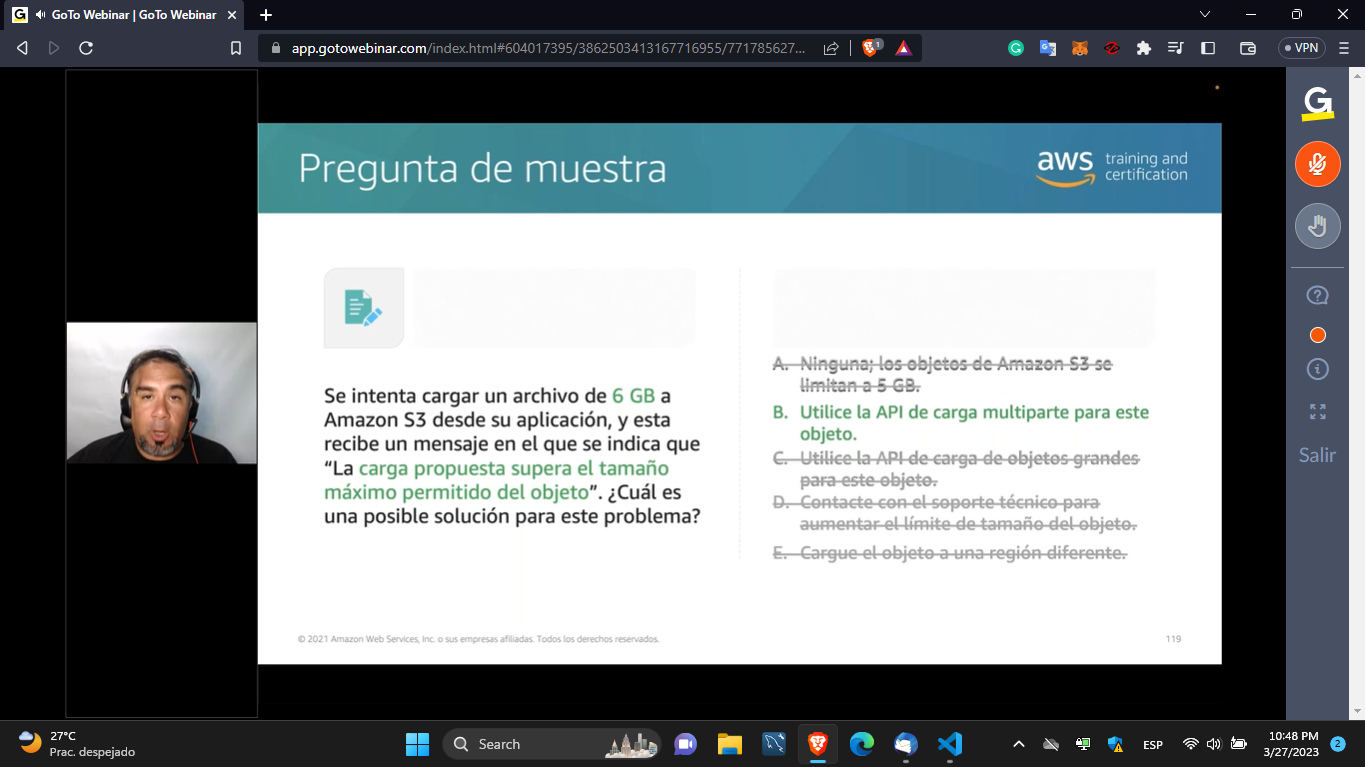 GoTo Webinar | GoTo Webinar
app.gotowebinar.com/index.html#604017395/3862503413167716955/771785627...
1
VPN
Pregunta de muestra
aws training and
certification
Se intenta cargar un archivo de 6 GB a
Amazon S3 desde su aplicación, y esta
recibe un mensaje en el que se indica que
“La carga propuesta supera el tamaño
máximo permitido del objeto”. ¿Cuál es
una posible solución para este problema?
A. Ninguna; los objetos de Amazon S3 se
limitan a 5 GB.
B. Utilice la API de carga multiparte para este
objeto.
C. Utilice la API de carga de objetos grandes
para este objeto.
D. Contacte con el soporte técnico para
aumentar el límite de tamaño del objeto.
E. Cargue el objeto a una región diferente.
© 2021 Amazon Web Services, Inc. o sus empresas afiliadas. Todos los derechos reservados.
119
Salir
27°C
Prac. despejado
Search
ESP
10:48 PM
3/27/2023
2